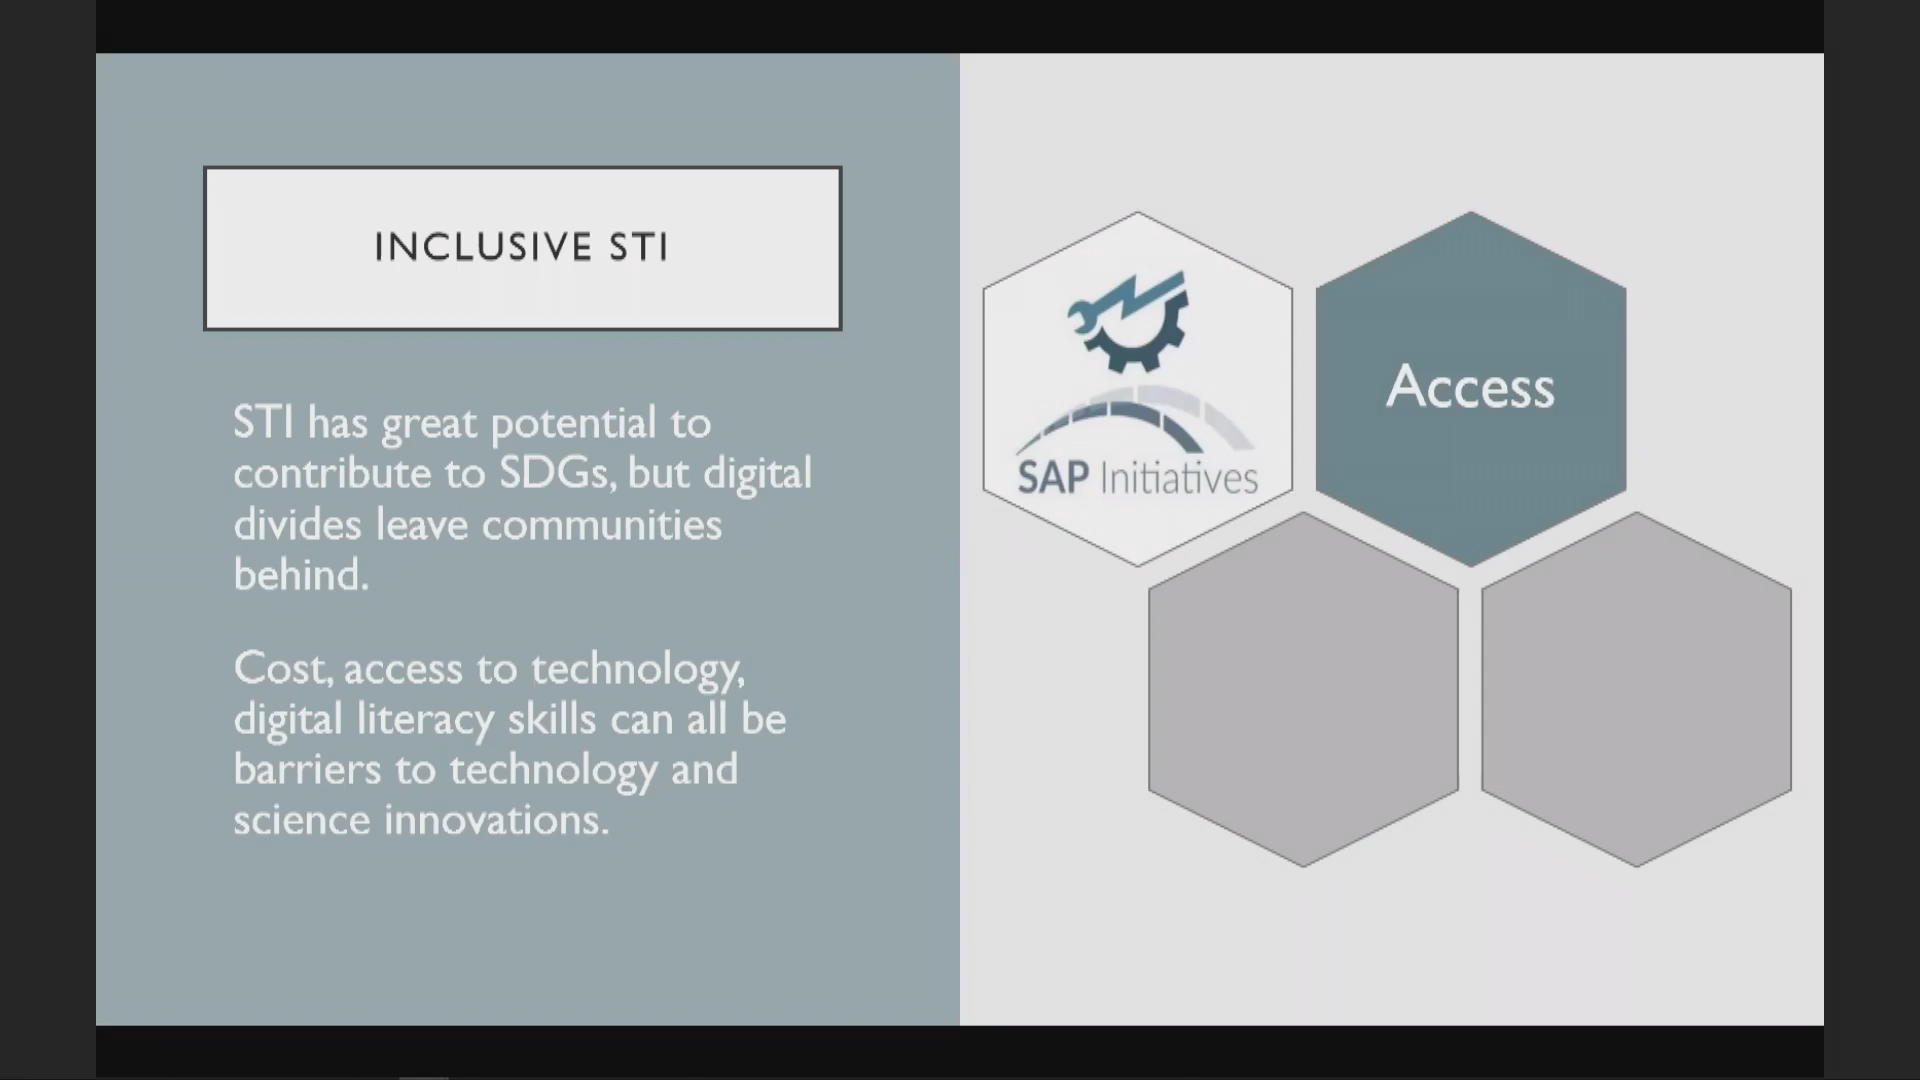 INCLUSIVE STI
STI has great potential to
contribute to SDGs, but digital
divides leave communities
behind.
Cost, access to technology,
digital literacy skills can all be
barriers to technology and
science innovations.
SAP Initiatives
Access